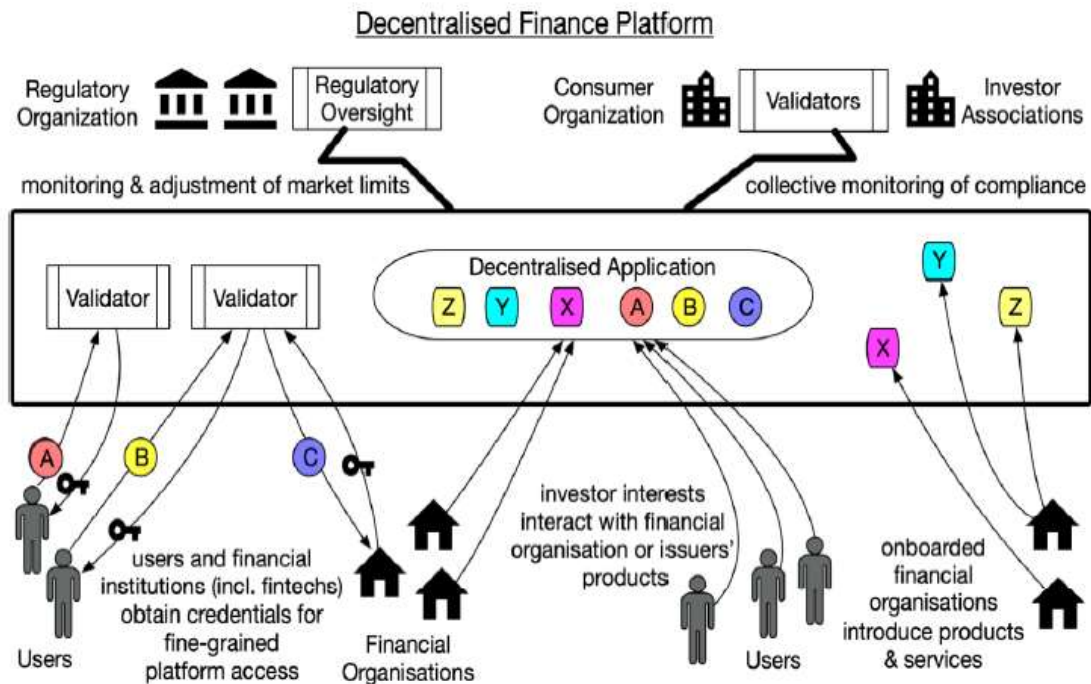 Decentralised Finance Platform
Regulatory
Organization
Regulatory
Oversight
Consumer
Organization
Validators
Investor
Associations
monitoring & adjustment of market limits
collective monitoring of compliance
Validator
Validator
Decentralised Application
Z
Y
X
A
B
C
Y
Z
X
A
B
C
users and financial
institutions (incl. fintechs)
obtain credentials for
fine-grained
platform access
Users
Financial
Organisations
investor interests
interact with financial
organisation or issuers'
products
Users
onboarded
financial
organisations
introduce products
& services